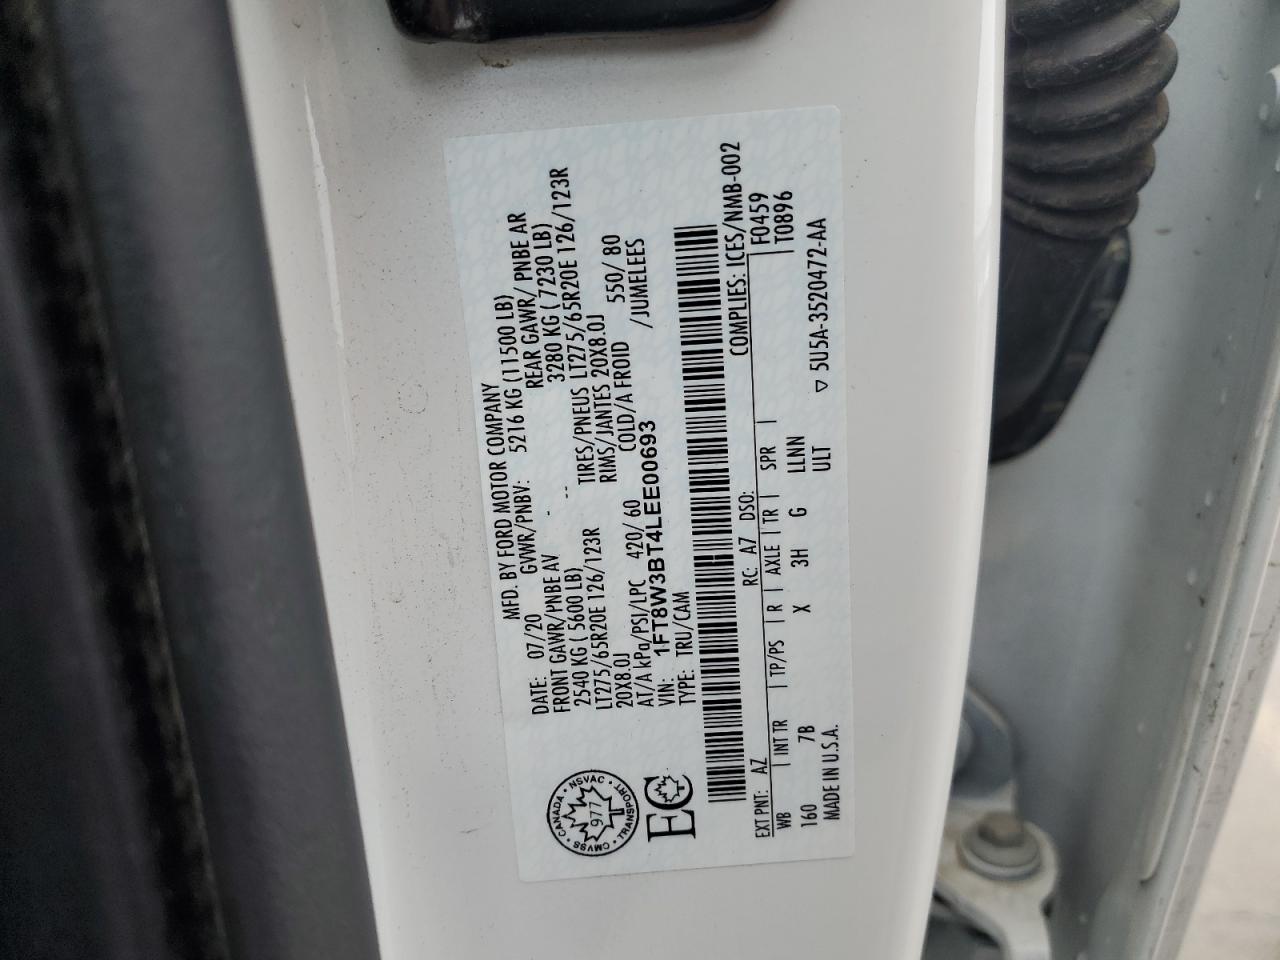 MFD. BY FORD MOTOR COMPANY
DATE: 07/20 GVWR/PNBV: 5216 KG (11500 LB)
FRONT GAWR/PNBE AV - REAR GAWR/ PNBE AR
2540 KG ( 5600 LB) -- 3280 KG ( 7230 LB)
LT275/65R20E 126/123R TIRES/PNEUS LT275/65R20E 126/123R
20X8.0J RIMS/JANTES 20X8.0J
AT/A kPa/PSI/LPC 420/ 60 COLD/A FROID 550/ 80
VIN: 1FT8W3BT4LEE00693 /JUMELEES
TYPE: TRU/CAM
CANADA • NSVAC • TRANSPORT • CMVSS •
977
EC
COMPLIES: ICES/NMB-002
EXT PNT: AZ RC: A7 DSO: F0459
WB | INT TR | TP/PS | R | AXLE | TR | SPR | T0896
160 7B X 3H G LLNN
MADE IN U.S.A. ULT ▽ 5U5A-3520472-AA